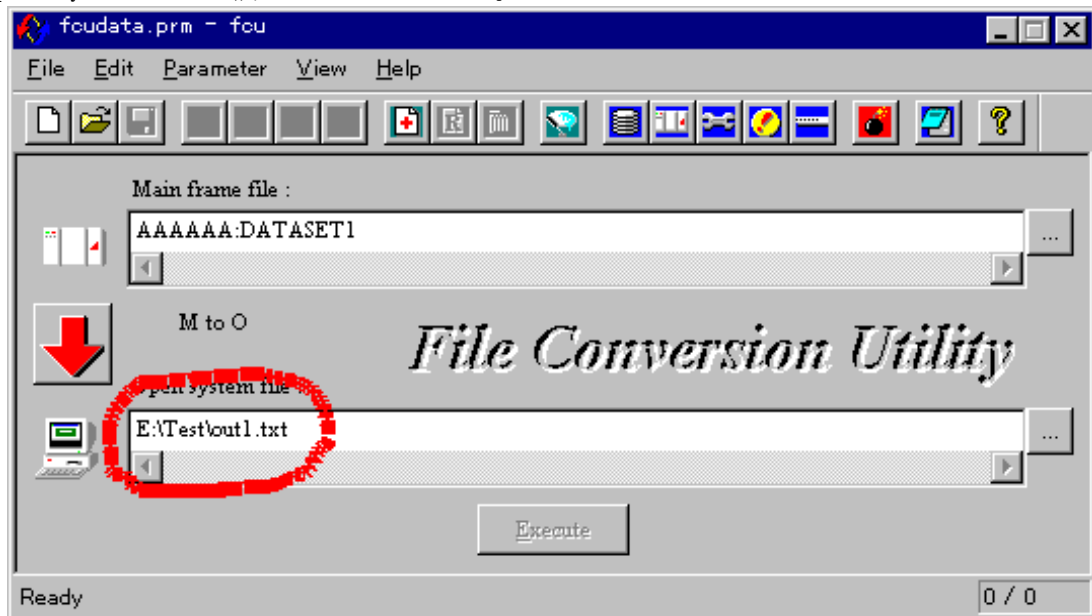 fcudata.prm - fcu
File Edit Parameter View Help
Main frame file :
AAAAAA:DATASET1
...
M to O
File Conversion Utility
Open system file
E:\Test\out1.txt
...
Execute
Ready
0 / 0